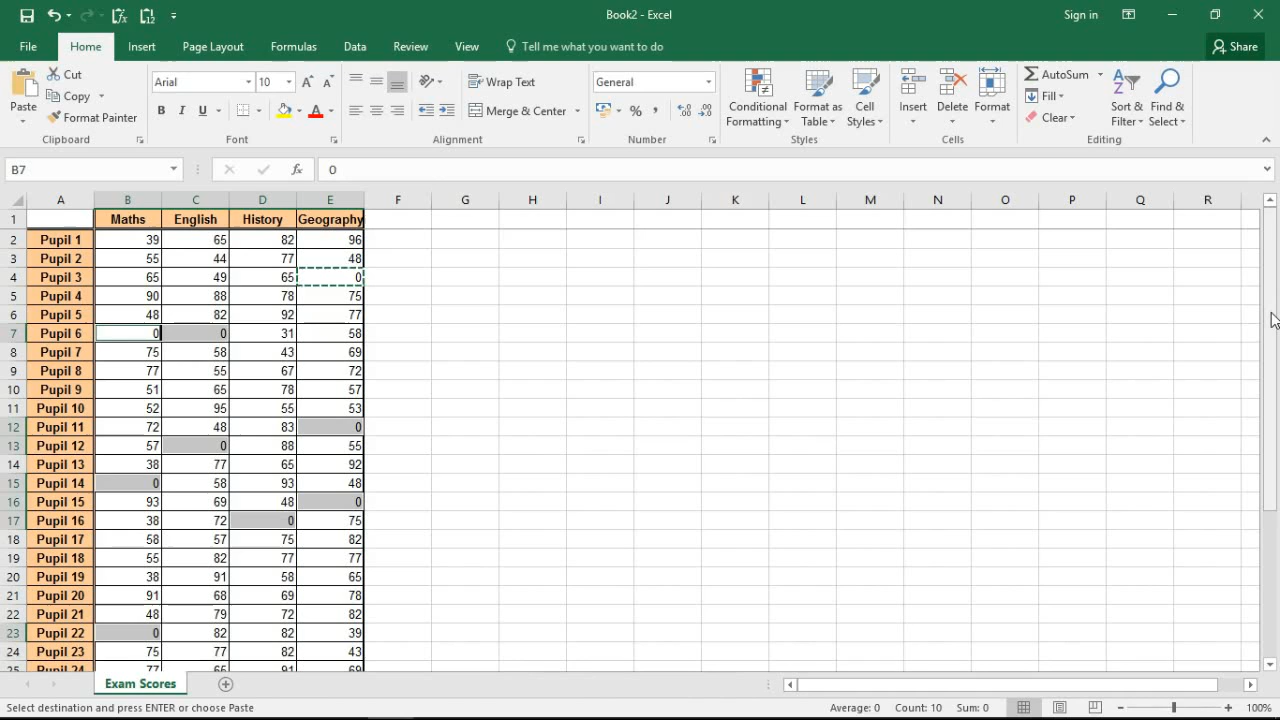 Book2 - Excel
Sign in
File Home Insert Page Layout Formulas Data Review View Tell me what you want to do Share
Paste
Cut
Copy
Format Painter
Clipboard
Arial 10
B I U
Font
Wrap Text
Merge & Center
Alignment
General
Number
Conditional Formatting
Format as Table
Cell Styles
Styles
Insert
Delete
Format
Cells
AutoSum
Fill
Clear
Sort & Filter
Find & Select
Editing
B7 fx 0
A B C D E F G H I J K L M N O P Q R
1 Maths English History Geography
2 Pupil 1 39 65 82 96
3 Pupil 2 55 44 77 48
4 Pupil 3 65 49 65 0
5 Pupil 4 90 88 78 75
6 Pupil 5 48 82 92 77
7 Pupil 6 0 0 31 58
8 Pupil 7 75 58 43 69
9 Pupil 8 77 55 67 72
10 Pupil 9 51 65 78 57
11 Pupil 10 52 95 55 53
12 Pupil 11 72 48 83 0
13 Pupil 12 57 0 88 55
14 Pupil 13 38 77 65 92
15 Pupil 14 0 58 93 48
16 Pupil 15 93 69 48 0
17 Pupil 16 38 72 0 75
18 Pupil 17 58 57 75 82
19 Pupil 18 55 82 77 77
20 Pupil 19 38 91 58 65
21 Pupil 20 91 68 69 78
22 Pupil 21 48 79 72 82
23 Pupil 22 0 82 82 39
24 Pupil 23 75 77 82 43
25 Pupil 24 77 66 91 69
Exam Scores
Select destination and press ENTER or choose Paste Average: 0 Count: 10 Sum: 0 100%